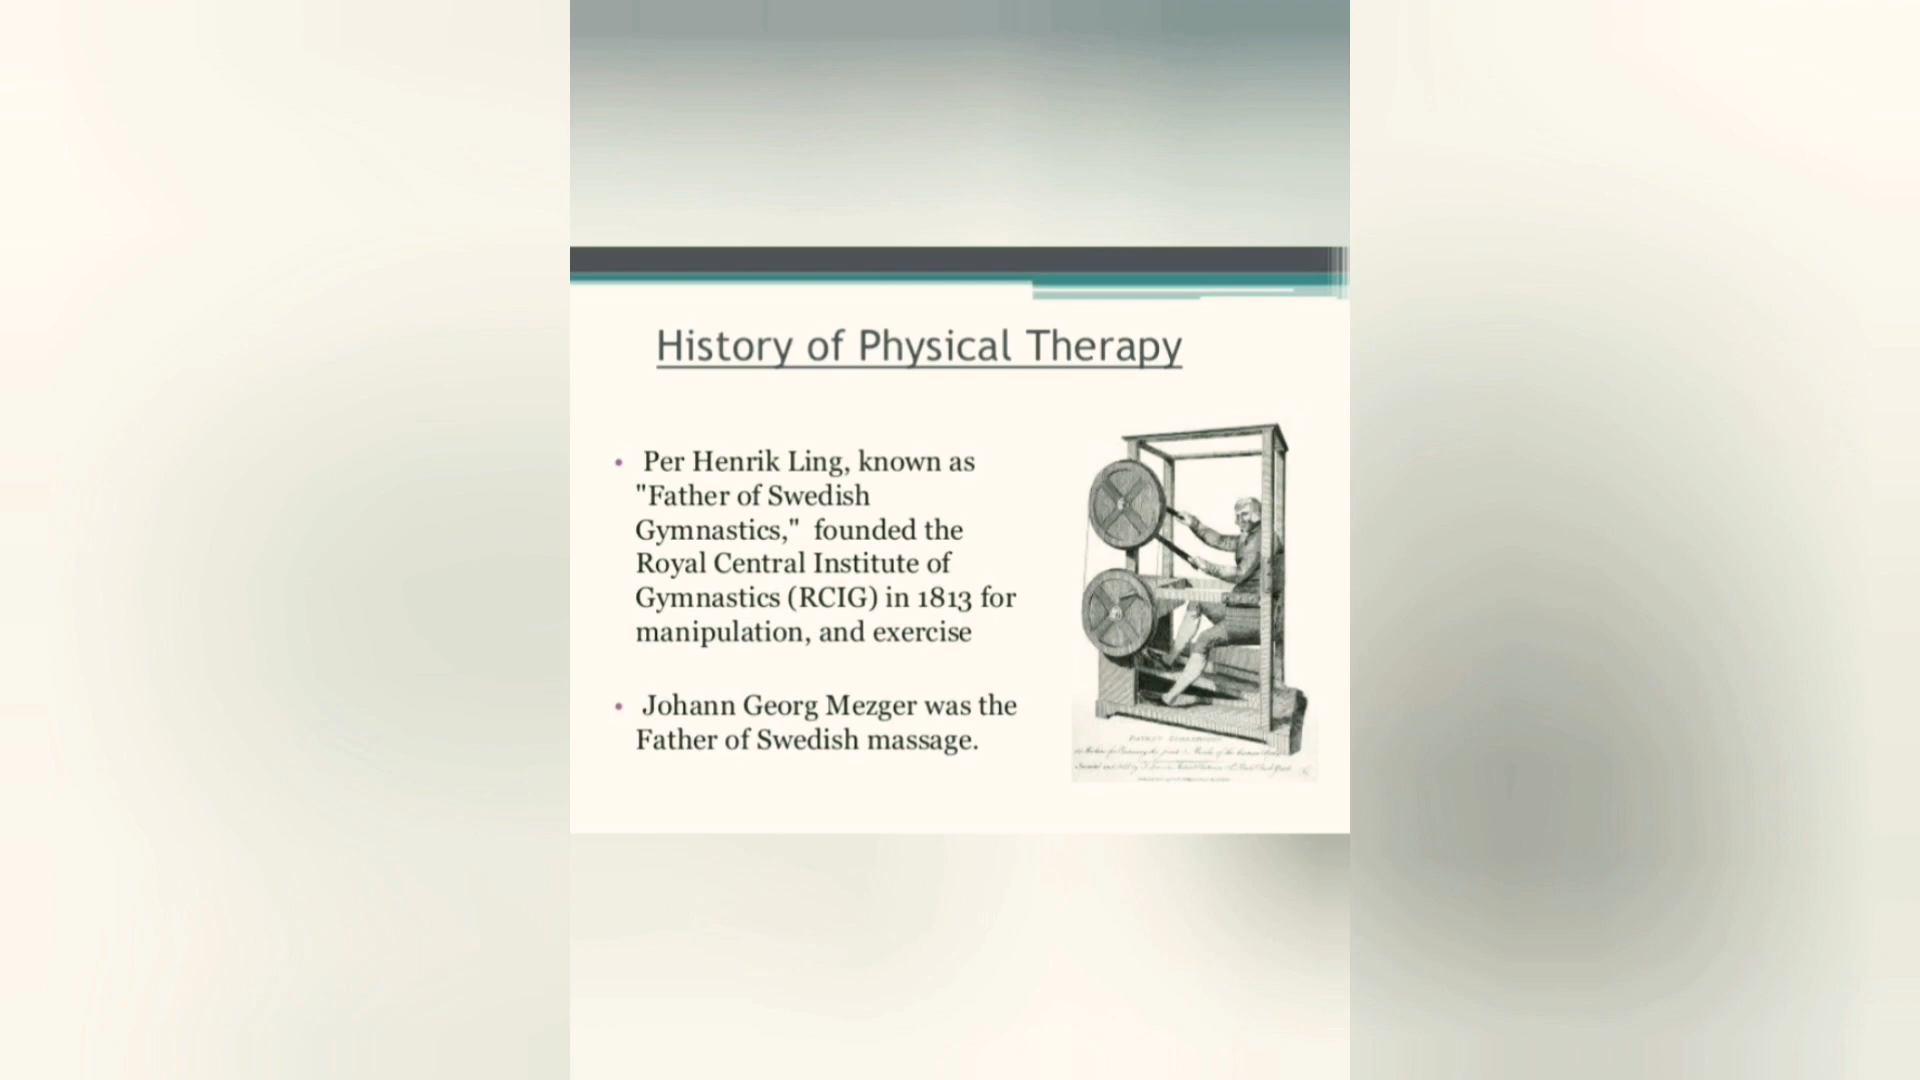 History of Physical Therapy
• Per Henrik Ling, known as
"Father of Swedish
Gymnastics," founded the
Royal Central Institute of
Gymnastics (RCIG) in 1813 for
manipulation, and exercise
• Johann Georg Mezger was the
Father of Swedish massage.